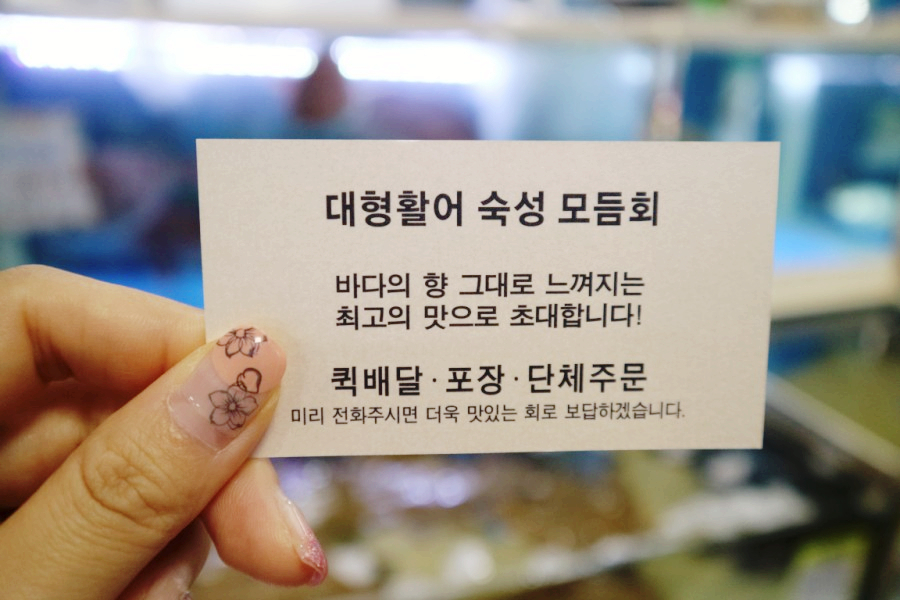 대형활어 숙성 모듬회
바다의 향 그대로 느껴지는
최고의 맛으로 초대합니다!
퀵배달·포장·단체주문
미리 전화주시면 더욱 맛있는 회로 보답하겠습니다.